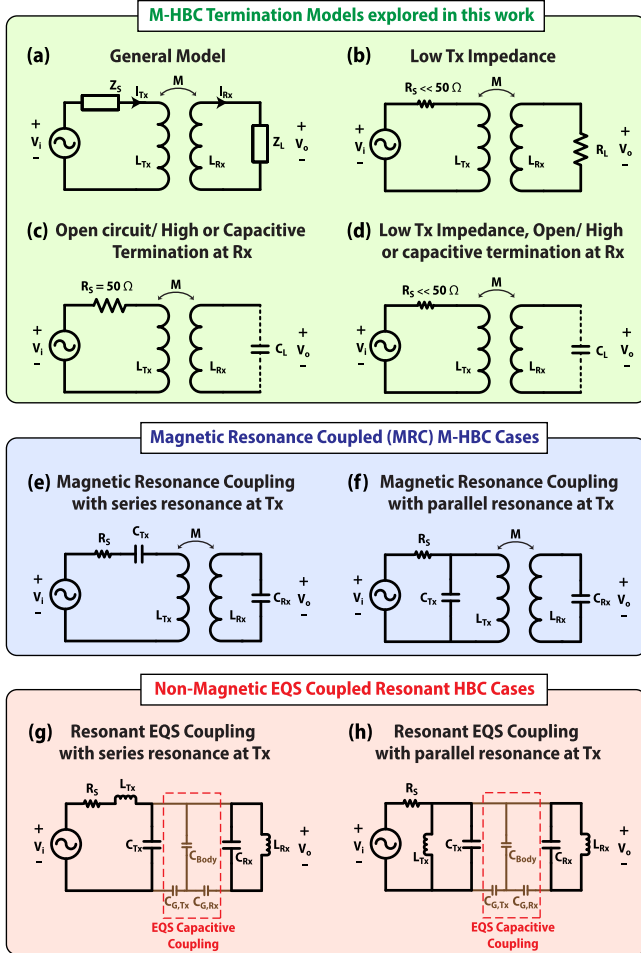 M-HBC Termination Models explored in this work
(a)
General Model
Z_S
I_Tx
M
I_Rx
+
V_i
−
L_Tx
L_Rx
Z_L
+
V_o
−
(b)
Low Tx Impedance
R_S << 50 Ω
M
+
V_i
−
L_Tx
L_Rx
R_L
+
V_o
−
(c)
Open circuit/ High or Capacitive
Termination at Rx
R_S = 50 Ω
M
+
V_i
−
L_Tx
L_Rx
C_L
+
V_o
−
(d)
Low Tx Impedance, Open/ High
or capacitive termination at Rx
R_S << 50 Ω
M
+
V_i
−
L_Tx
L_Rx
C_L
+
V_o
−
Magnetic Resonance Coupled (MRC) M-HBC Cases
(e)
Magnetic Resonance Coupling
with series resonance at Tx
R_S
C_Tx
M
+
V_i
−
L_Tx
L_Rx
C_Rx
+
V_o
−
(f)
Magnetic Resonance Coupling
with parallel resonance at Tx
R_S
M
+
V_i
−
C_Tx
L_Tx
L_Rx
C_Rx
+
V_o
−
Non-Magnetic EQS Coupled Resonant HBC Cases
(g)
Resonant EQS Coupling
with series resonance at Tx
R_S
L_Tx
+
V_i
−
C_Tx
C_Body
C_Rx
L_Rx
+
V_o
−
C_G,Tx
C_G,Rx
EQS Capacitive
Coupling
(h)
Resonant EQS Coupling
with parallel resonance at Tx
R_S
+
V_i
−
L_Tx
C_Tx
C_Body
C_Rx
L_Rx
+
V_o
−
C_G,Tx
C_G,Rx
EQS Capacitive
Coupling